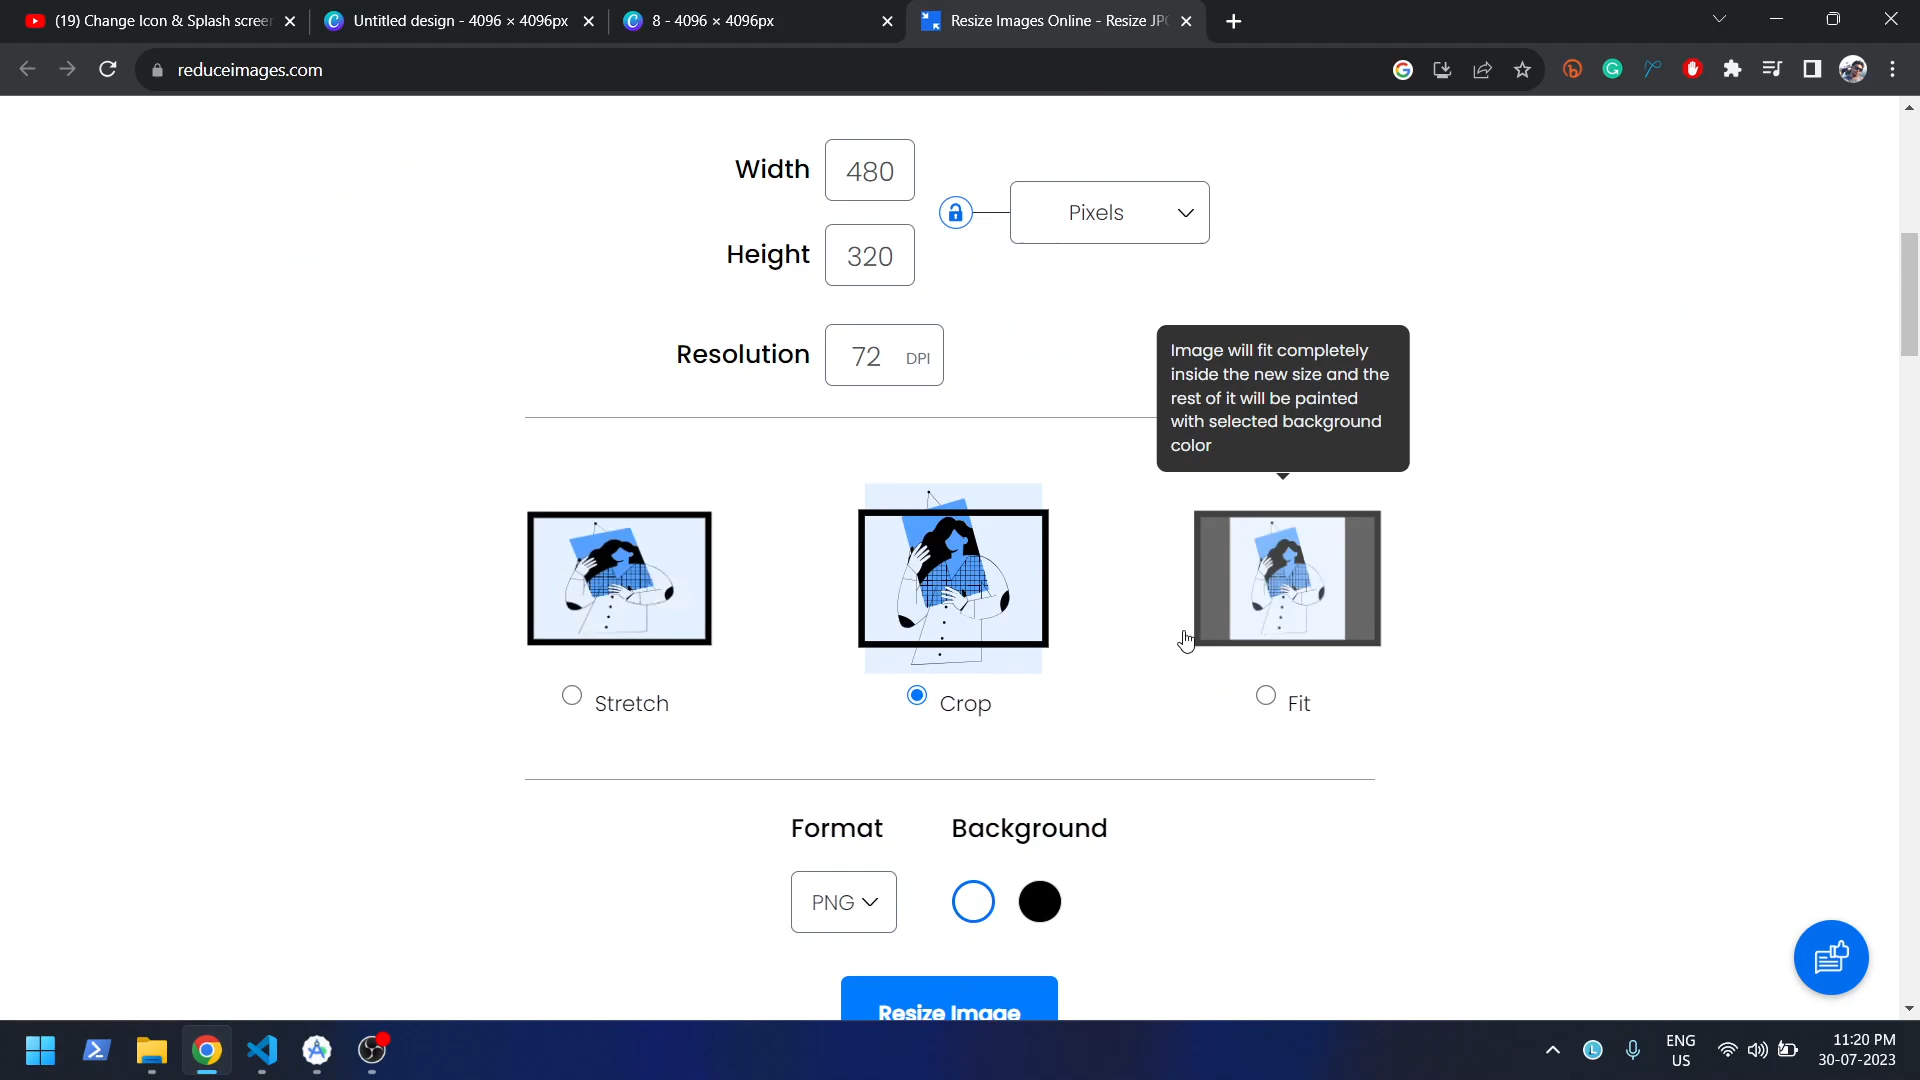 (19) Change Icon & Splash screen
Untitled design - 4096 × 4096px
8 - 4096 × 4096px
Resize Images Online - Resize JPG
reduceimages.com
Width
480
Pixels
Height
320
Resolution
72 DPI
Image will fit completely
inside the new size and the
rest of it will be painted
with selected background
color
Stretch
Crop
Fit
Format
Background
PNG
Resize Image
ENG
US
11:20 PM
30-07-2023